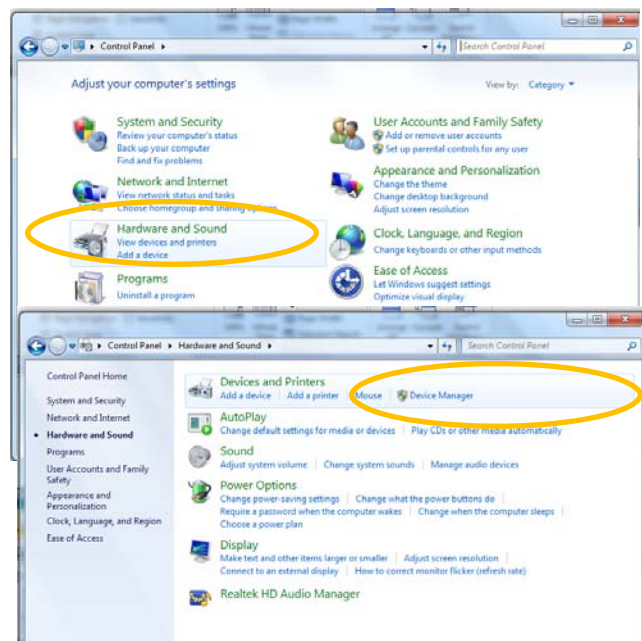 Control Panel
Search Control Panel
Adjust your computer's settings
View by: Category
System and Security
Review your computer's status
Back up your computer
Find and fix problems
Network and Internet
View network status and tasks
Choose homegroup and sharing options
Hardware and Sound
View devices and printers
Add a device
Programs
Uninstall a program
User Accounts and Family Safety
Add or remove user accounts
Set up parental controls for any user
Appearance and Personalization
Change the theme
Change desktop background
Adjust screen resolution
Clock, Language, and Region
Change keyboards or other input methods
Ease of Access
Let Windows suggest settings
Optimize visual display
Control Panel Hardware and Sound
Search Control Panel
Control Panel Home
System and Security
Network and Internet
Hardware and Sound
Programs
User Accounts and Family
Safety
Appearance and
Personalization
Clock, Language, and Region
Ease of Access
Devices and Printers
Add a device Add a printer Mouse Device Manager
AutoPlay
Change default settings for media or devices Play CDs or other media automatically
Sound
Adjust system volume Change system sounds Manage audio devices
Power Options
Change power-saving settings Change what the power buttons do
Require a password when the computer wakes Change when the computer sleeps
Choose a power plan
Display
Make text and other items larger or smaller Adjust screen resolution
Connect to an external display How to correct monitor flicker (refresh rate)
Realtek HD Audio Manager